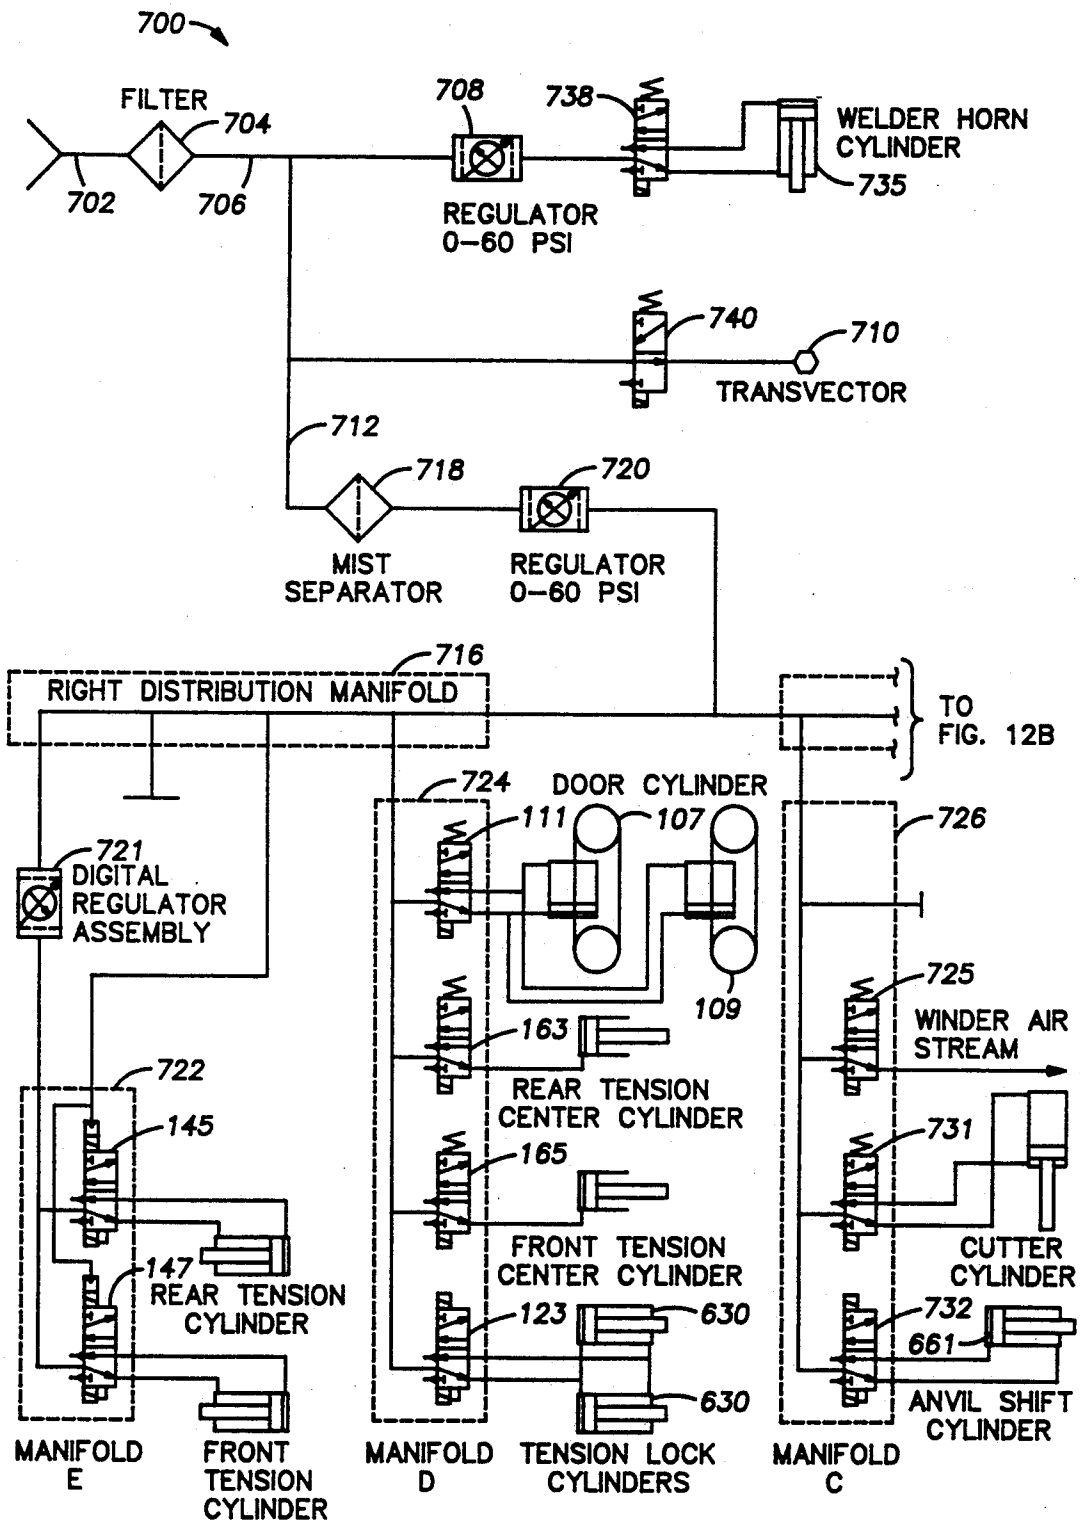 700
FILTER
704
702
706
708
REGULATOR
0-60 PSI
738
WELDER HORN
CYLINDER
735
740
710
TRANSVECTOR
712
718
MIST
SEPARATOR
720
REGULATOR
0-60 PSI
716
RIGHT DISTRIBUTION MANIFOLD
TO
FIG. 12B
721
DIGITAL
REGULATOR
ASSEMBLY
724
DOOR CYLINDER
111
107
109
726
163
REAR TENSION
CENTER CYLINDER
725
WINDER AIR
STREAM
722
145
REAR TENSION
CYLINDER
165
FRONT TENSION
CENTER CYLINDER
731
CUTTER
CYLINDER
147
123
630
630
732
661
ANVIL SHIFT
CYLINDER
MANIFOLD
E
FRONT
TENSION
CYLINDER
MANIFOLD
D
TENSION LOCK
CYLINDERS
MANIFOLD
C